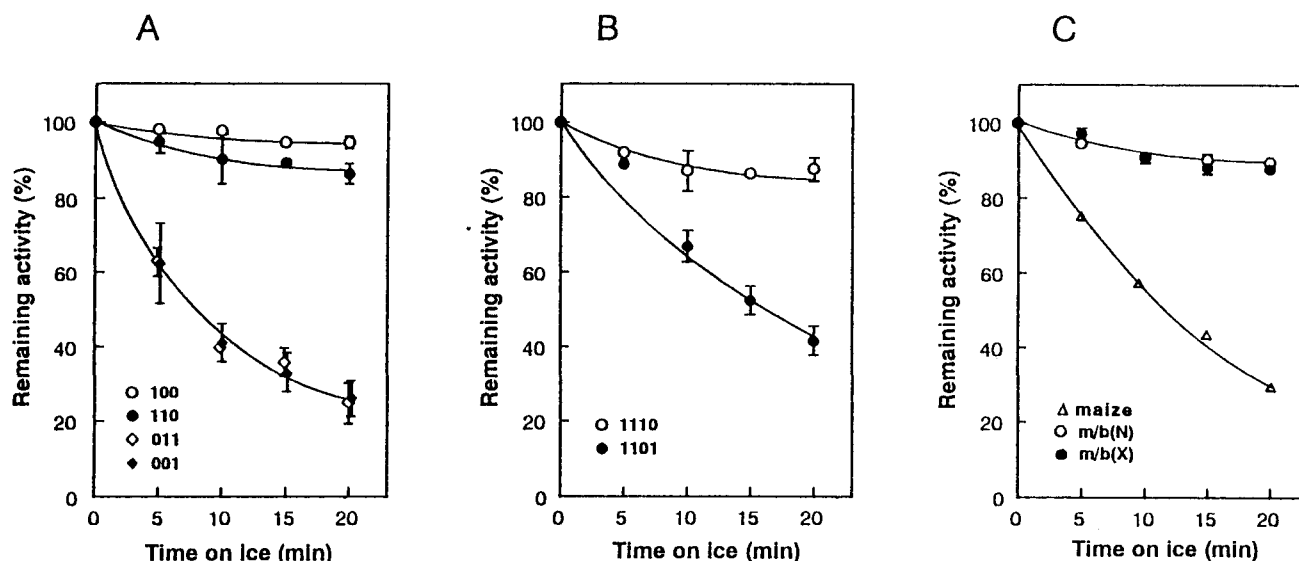 A
B
C
Remaining activity (%)
100
80
60
40
20
0
100
110
011
001
0 5 10 15 20
Time on ice (min)
Remaining activity (%)
100
80
60
40
20
0
1110
1101
0 5 10 15 20
Time on ice (min)
Remaining activity (%)
100
80
60
40
20
0
maize
m/b(N)
m/b(X)
0 5 10 15 20
Time on ice (min)